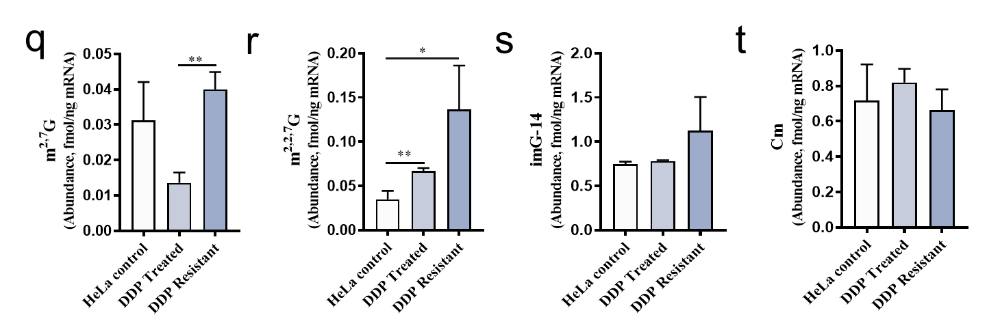 q
m²,⁷G
(Abundance, fmol/ng mRNA)
0.05
0.04
0.03
0.02
0.01
0.00
**
HeLa control
DDP Treated
DDP Resistant
r
m²,²,⁷G
(Abundance, fmol/ng mRNA)
0.20
0.15
0.10
0.05
0.00
*
**
HeLa control
DDP Treated
DDP Resistant
s
imG-14
(Abundance, fmol/ng mRNA)
2.0
1.5
1.0
0.5
0.0
HeLa control
DDP Treated
DDP Resistant
t
Cm
(Abundance, fmol/ng mRNA)
1.0
0.8
0.6
0.4
0.2
0.0
HeLa control
DDP Treated
DDP Resistant